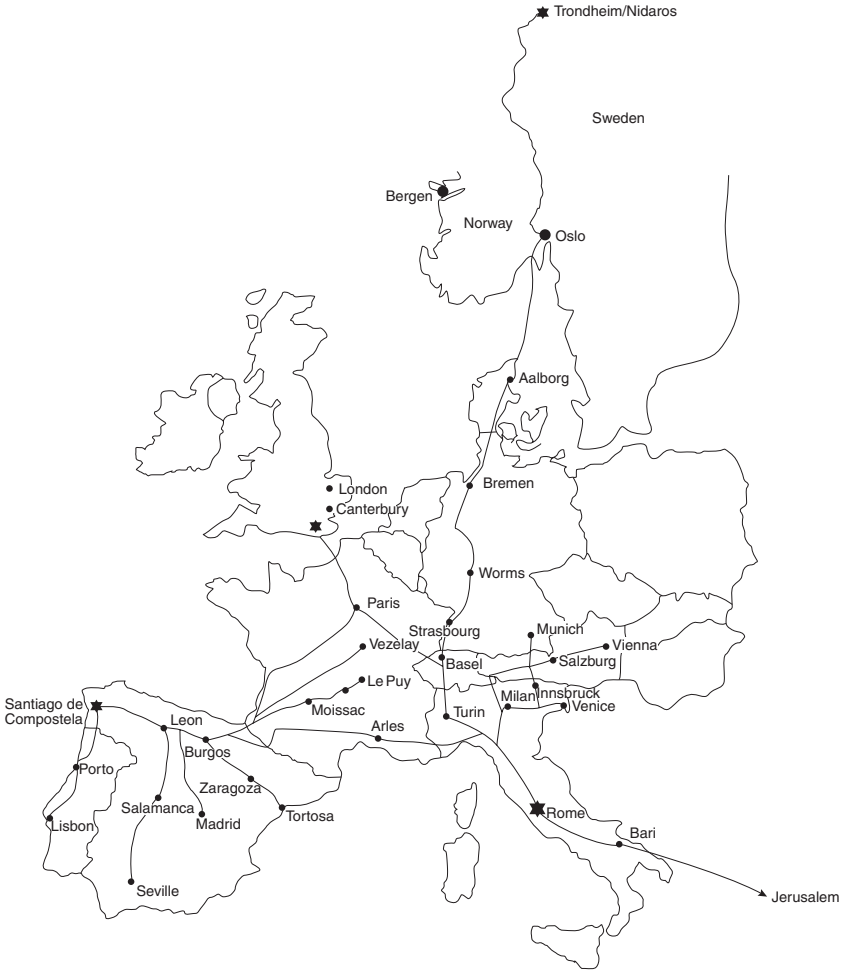 Trondheim/Nidaros
Sweden
Bergen
Norway
Oslo
Aalborg
London
Bremen
Canterbury
Worms
Paris
Strasbourg
Munich
Vezelay
Vienna
Basel
Salzburg
Le Puy
Innsbruck
Santiago de
Compostela
Moissac
Milan
Venice
Leon
Turin
Arles
Burgos
Porto
Zaragoza
Salamanca
Madrid
Tortosa
Rome
Lisbon
Bari
Seville
Jerusalem